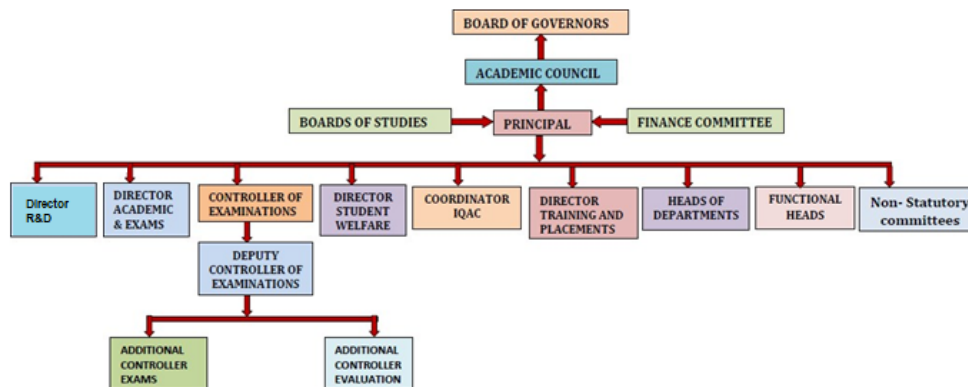 BOARD OF GOVERNORS
ACADEMIC COUNCIL
BOARDS OF STUDIES
PRINCIPAL
FINANCE COMMITTEE
Director
R&D
DIRECTOR
ACADEMIC
& EXAMS
CONTROLLER OF
EXAMINATIONS
DIRECTOR
STUDENT
WELFARE
COORDINATOR
IQAC
DIRECTOR
TRAINING AND
PLACEMENTS
HEADS OF
DEPARTMENTS
FUNCTIONAL
HEADS
Non- Statutory
committees
DEPUTY
CONTROLLER OF
EXAMINATIONS
ADDITIONAL
CONTROLLER
EXAMS
ADDITIONAL
CONTROLLER
EVALUATION